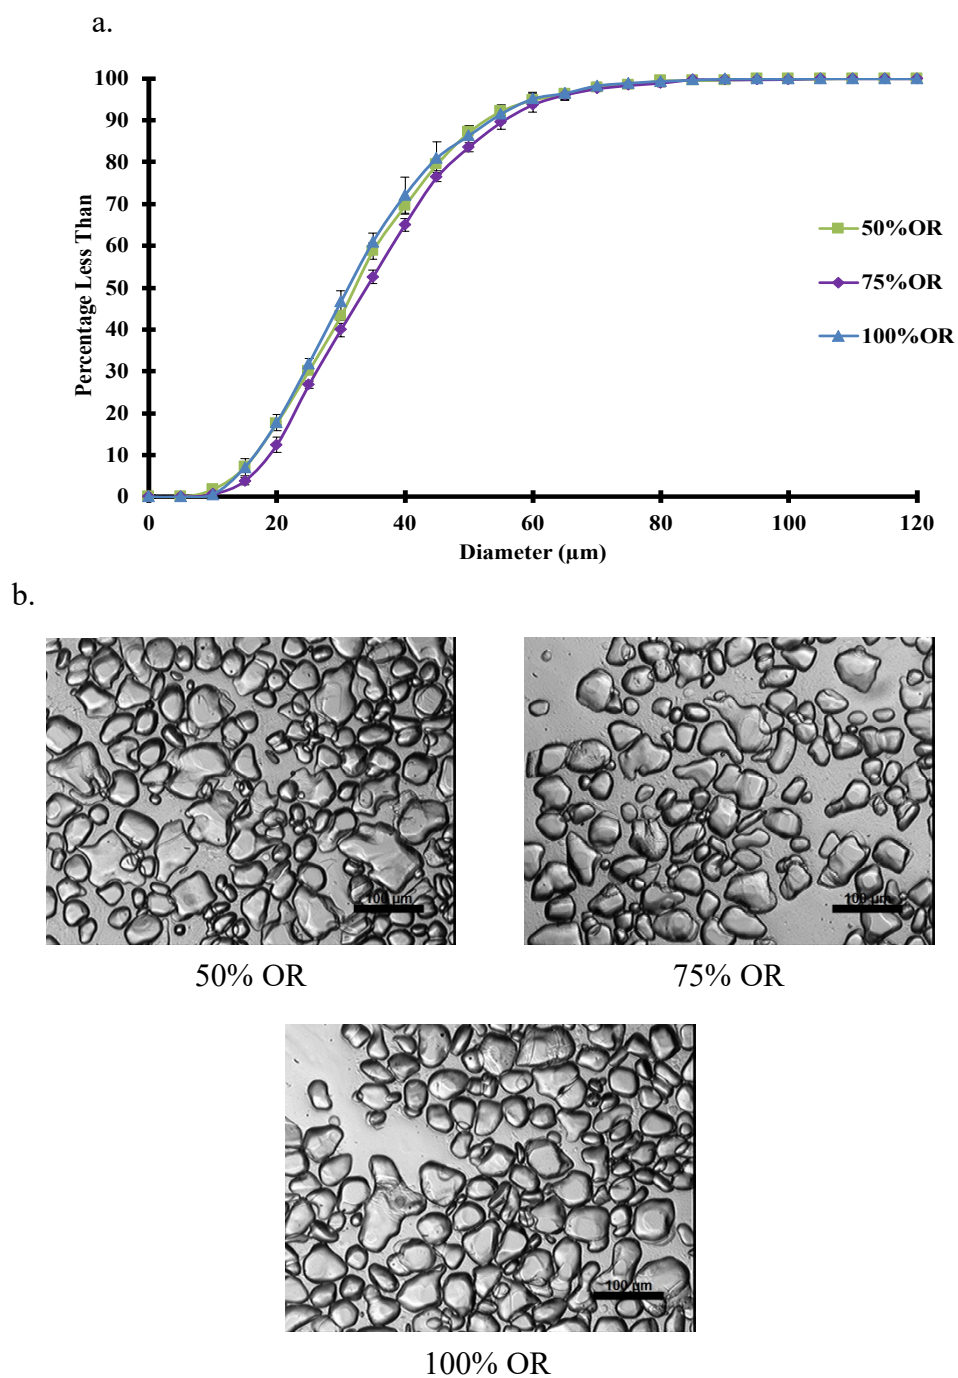 a.
100
90
80
70
60
50
40
30
20
10
0
Percentage Less Than
0 20 40 60 80 100 120
Diameter (µm)
50%OR
75%OR
100%OR
b.
100 µm
100 µm
50% OR
75% OR
100 µm
100% OR